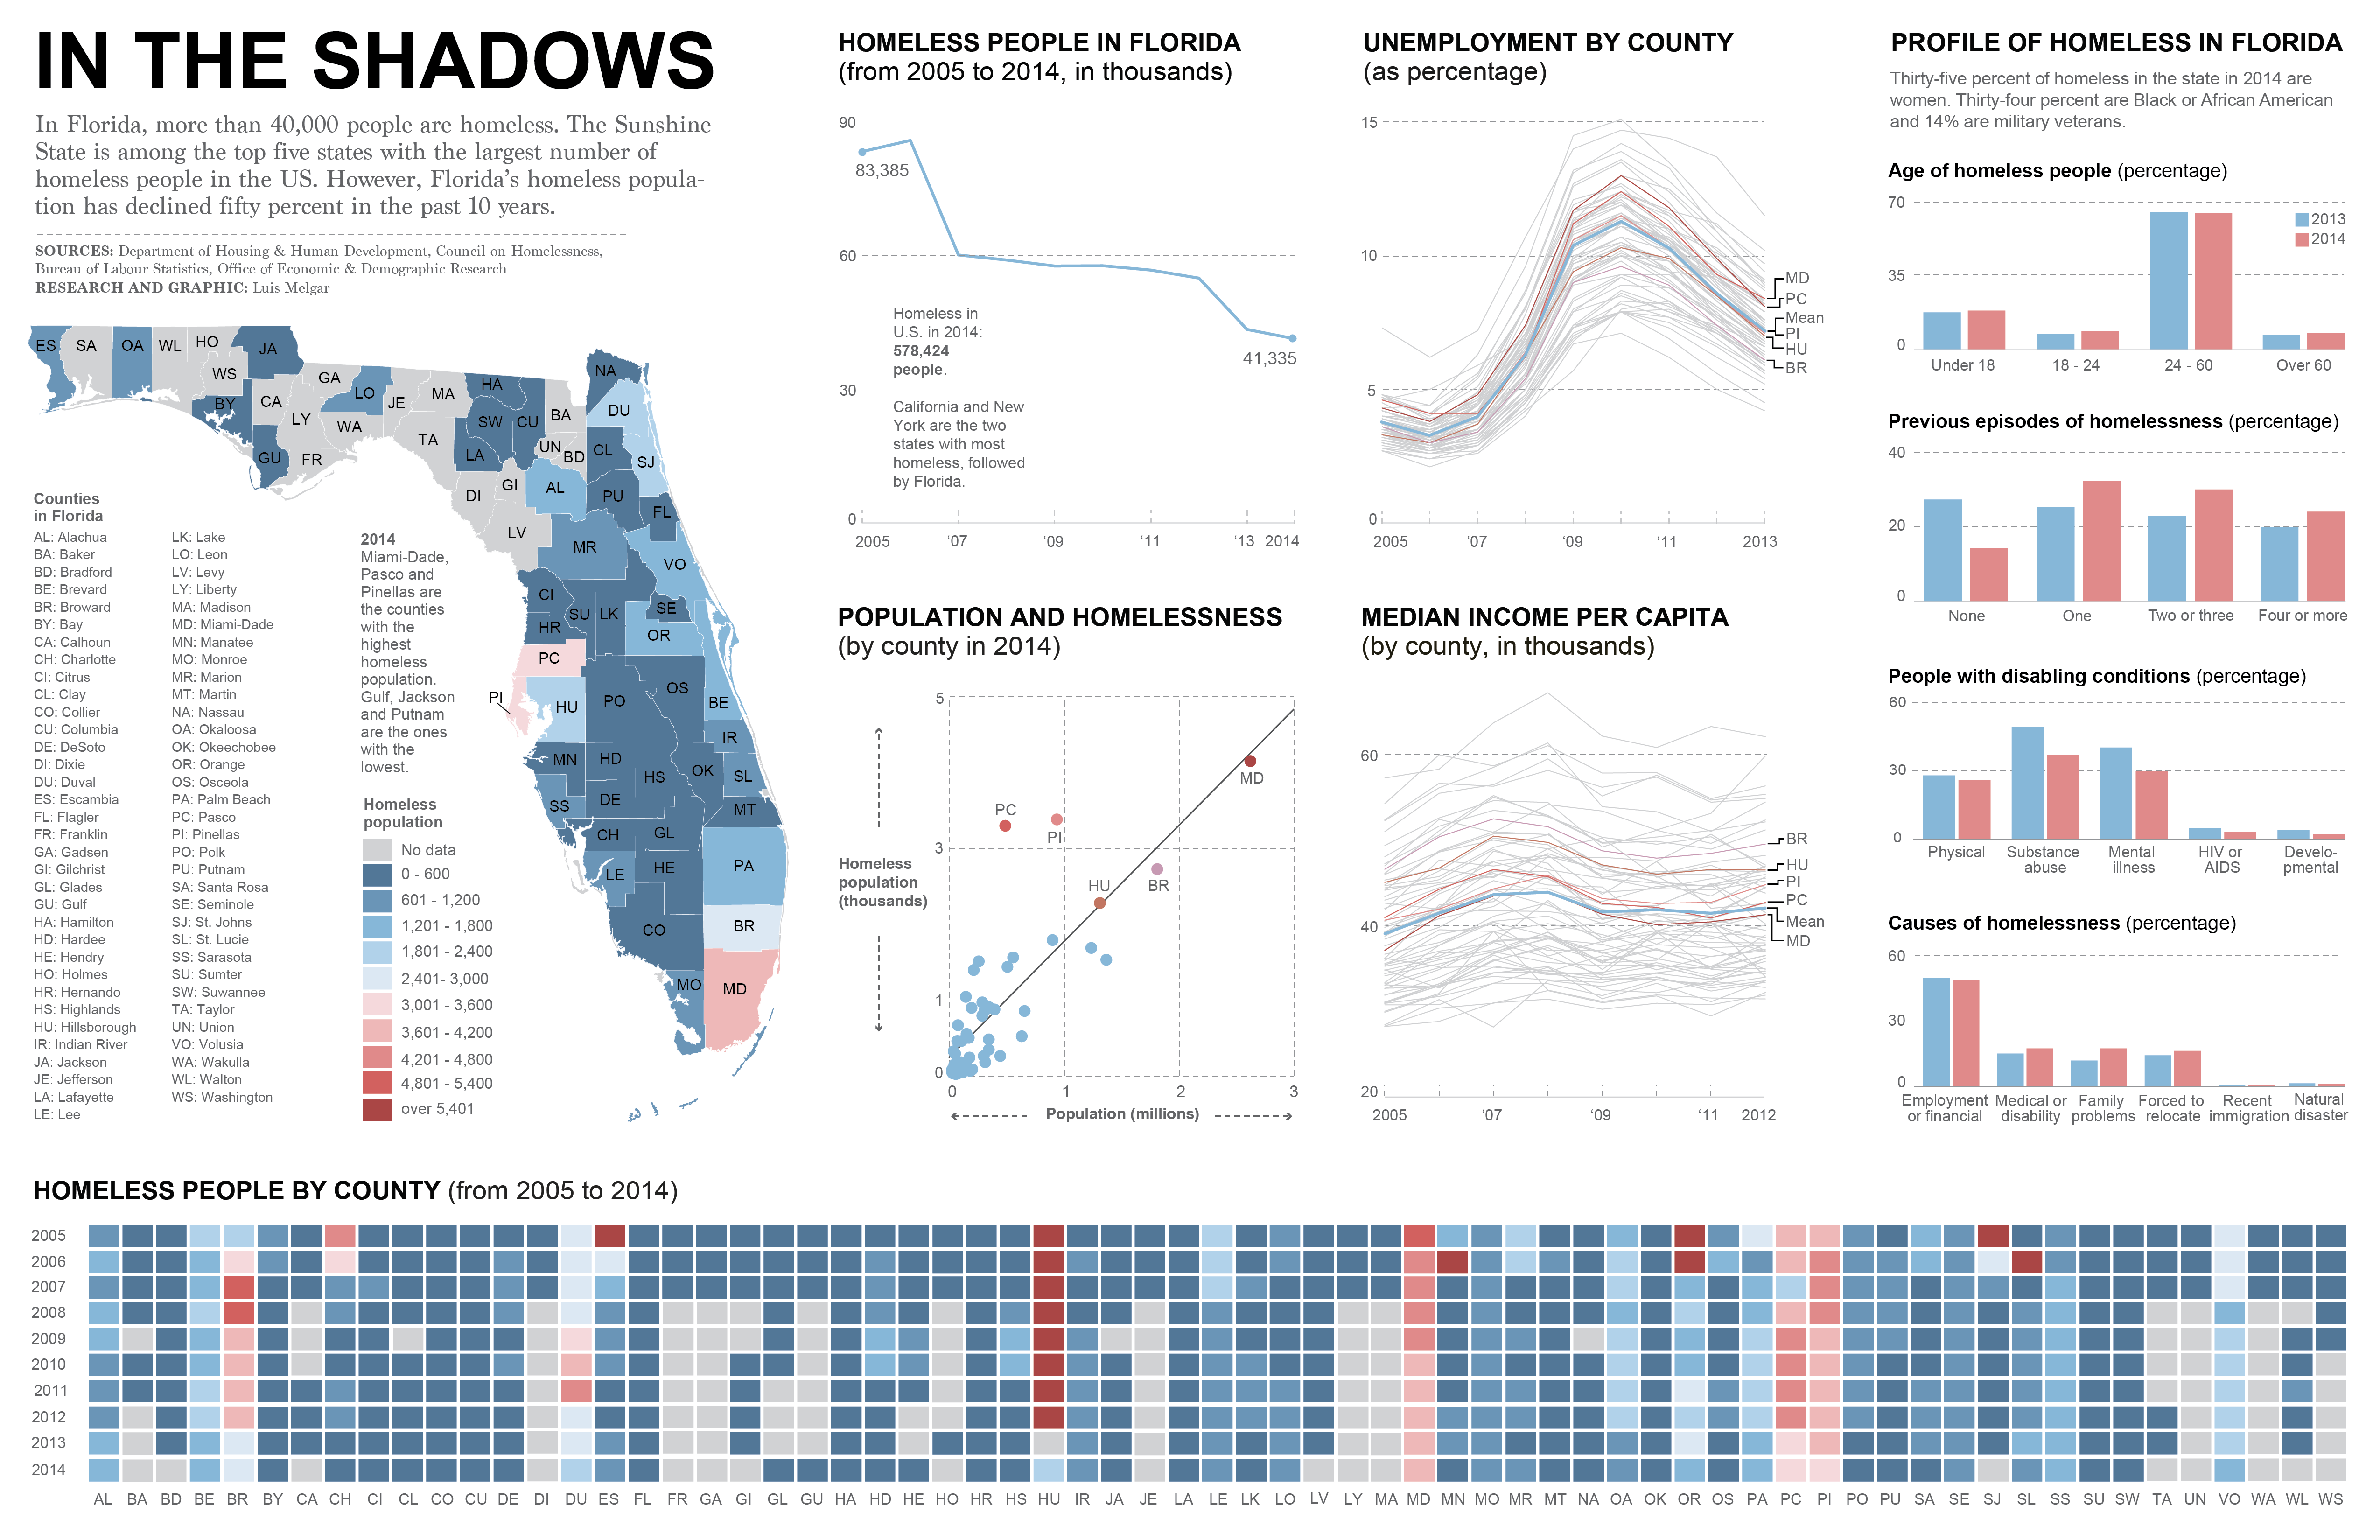 IN THE SHADOWS
In Florida, more than 40,000 people are homeless. The Sunshine
State is among the top five states with the largest number of
homeless people in the US. However, Florida’s homeless popula-
tion has declined fifty percent in the past 10 years.
SOURCES: Department of Housing & Human Development, Council on Homelessness,
Bureau of Labour Statistics, Office of Economic & Demographic Research
RESEARCH AND GRAPHIC: Luis Melgar
ES SA OA WL HO JA
WS BY CA GA LO JE MA HA BA NA
GU LY WA FR TA SW CU DU
LA UN BD CL SJ
DI GI AL PU FL
LV MR VO
CI SU LK SE
HR OR
PC
PI HU PO OS BE
IR
MN HD HS OK SL
SS DE MT
CH GL
LE HE PA
CO BR
MO MD
Counties
in Florida
AL: Alachua
BA: Baker
BD: Bradford
BE: Brevard
BR: Broward
BY: Bay
CA: Calhoun
CH: Charlotte
CI: Citrus
CL: Clay
CO: Collier
CU: Columbia
DE: DeSoto
DI: Dixie
DU: Duval
ES: Escambia
FL: Flagler
FR: Franklin
GA: Gadsen
GI: Gilchrist
GL: Glades
GU: Gulf
HA: Hamilton
HD: Hardee
HE: Hendry
HO: Holmes
HR: Hernando
HS: Highlands
HU: Hillsborough
IR: Indian River
JA: Jackson
JE: Jefferson
LA: Lafayette
LE: Lee
LK: Lake
LO: Leon
LV: Levy
LY: Liberty
MA: Madison
MD: Miami-Dade
MN: Manatee
MO: Monroe
MR: Marion
MT: Martin
NA: Nassau
OA: Okaloosa
OK: Okeechobee
OR: Orange
OS: Osceola
PA: Palm Beach
PC: Pasco
PI: Pinellas
PO: Polk
PU: Putnam
SA: Santa Rosa
SE: Seminole
SJ: St. Johns
SL: St. Lucie
SS: Sarasota
SU: Sumter
SW: Suwannee
TA: Taylor
UN: Union
VO: Volusia
WA: Wakulla
WL: Walton
WS: Washington
2014
Miami-Dade,
Pasco and
Pinellas are
the counties
with the
highest
homeless
population.
Gulf, Jackson
and Putnam
are the ones
with the
lowest.
Homeless
population
No data
0 - 600
601 - 1,200
1,201 - 1,800
1,801 - 2,400
2,401- 3,000
3,001 - 3,600
3,601 - 4,200
4,201 - 4,800
4,801 - 5,400
over 5,401
HOMELESS PEOPLE IN FLORIDA
(from 2005 to 2014, in thousands)
90
83,385
60
Homeless in
U.S. in 2014:
578,424
people.
41,335
30
California and New
York are the two
states with most
homeless, followed
by Florida.
0
2005 ‘07 ‘09 ‘11 ‘13 2014
UNEMPLOYMENT BY COUNTY
(as percentage)
15
10
5
0
MD
PC
Mean
PI
HU
BR
2005 ‘07 ‘09 ‘11 2013
POPULATION AND HOMELESSNESS
(by county in 2014)
5
3
1
0
Homeless
population
(thousands)
MD
PC
PI
HU
BR
0 1 2 3
Population (millions)
MEDIAN INCOME PER CAPITA
(by county, in thousands)
60
40
20
BR
HU
PI
PC
Mean
MD
2005 ‘07 ‘09 ‘11 2012
PROFILE OF HOMELESS IN FLORIDA
Thirty-five percent of homeless in the state in 2014 are
women. Thirty-four percent are Black or African American
and 14% are military veterans.
Age of homeless people (percentage)
70
35
0
2013
2014
Under 18 18 - 24 24 - 60 Over 60
Previous episodes of homelessness (percentage)
40
20
0
None One Two or three Four or more
People with disabling conditions (percentage)
60
30
0
Physical Substance Mental HIV or Develo-
abuse illness AIDS pmental
Causes of homelessness (percentage)
60
30
0
Employment Medical or Family Forced to Recent Natural
or financial disability problems relocate immigration disaster
HOMELESS PEOPLE BY COUNTY (from 2005 to 2014)
2005
2006
2007
2008
2009
2010
2011
2012
2013
2014
AL BA BD BE BR BY CA CH CI CL CO CU DE DI DU ES FL FR GA GI GL GU HA HD HE HO HR HS HU IR JA JE LA LE LK LO LV LY MA MD MN MO MR MT NA OA OK OR OS PA PC PI PO PU SA SE SJ SL SS SU SW TA UN VO WA WL WS